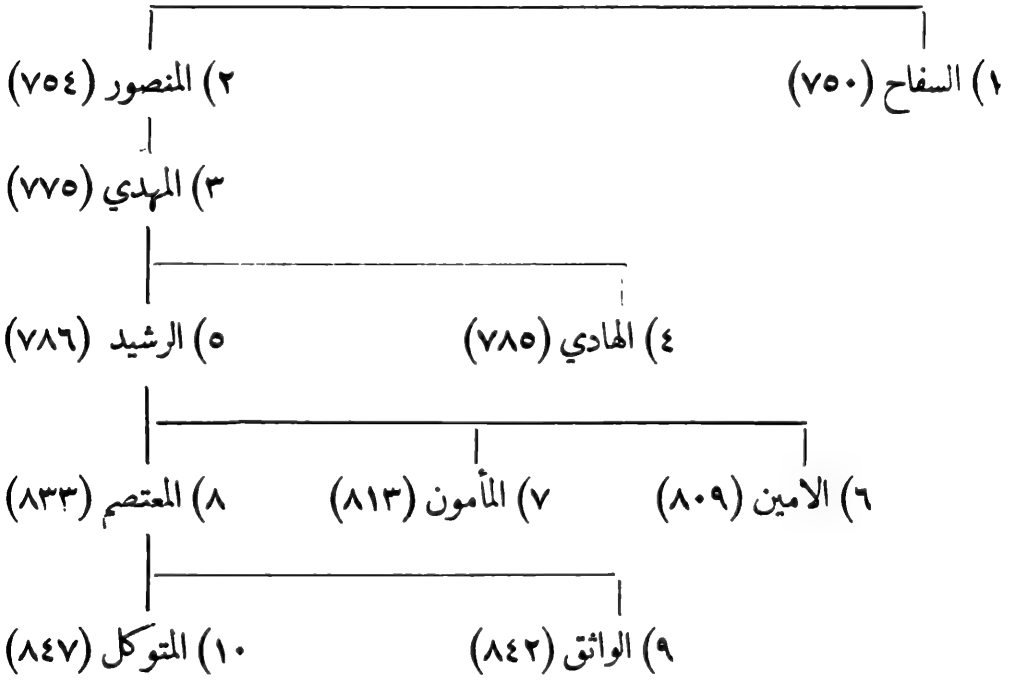 ١) السفاح (٧٥٠) ٢) المنصور (٧٥٤)
٣) المهدي (٧٧٥)
٤) الهادي (٧٨٥) ٥) الرشيد (٧٨٦)
٦) الامين (٨٠٩) ٧) المأمون (٨١٣) ٨) المعتصم (٨٣٣)
٩) الواثق (٨٤٢) ١٠) المتوكل (٨٤٧)